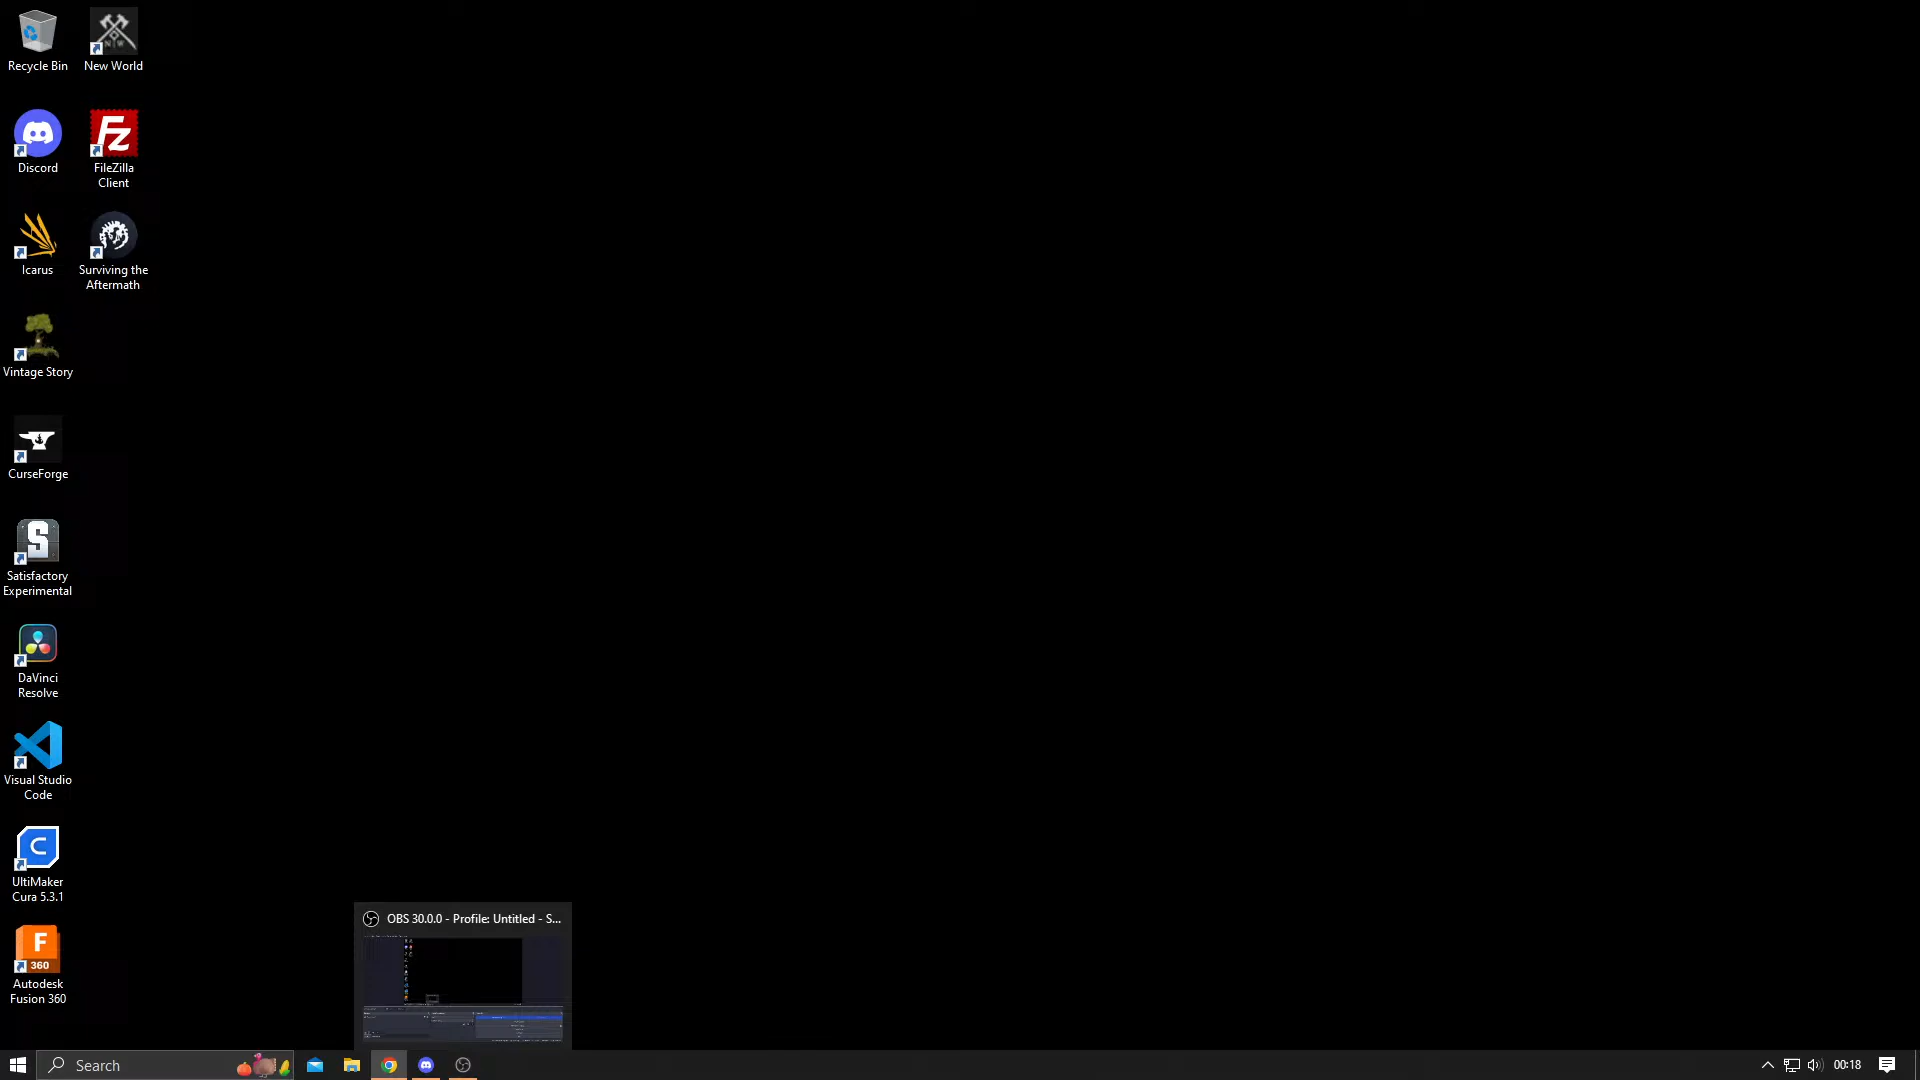 Recycle Bin
New World
Discord
FileZilla
Client
Icarus
Surviving the
Aftermath
Vintage Story
CurseForge
Satisfactory
Experimental
DaVinci
Resolve
Visual Studio
Code
UltiMaker
Cura 5.3.1
F
360
Autodesk
Fusion 360
OBS 30.0.0 - Profile: Untitled - S...
Search
00:18